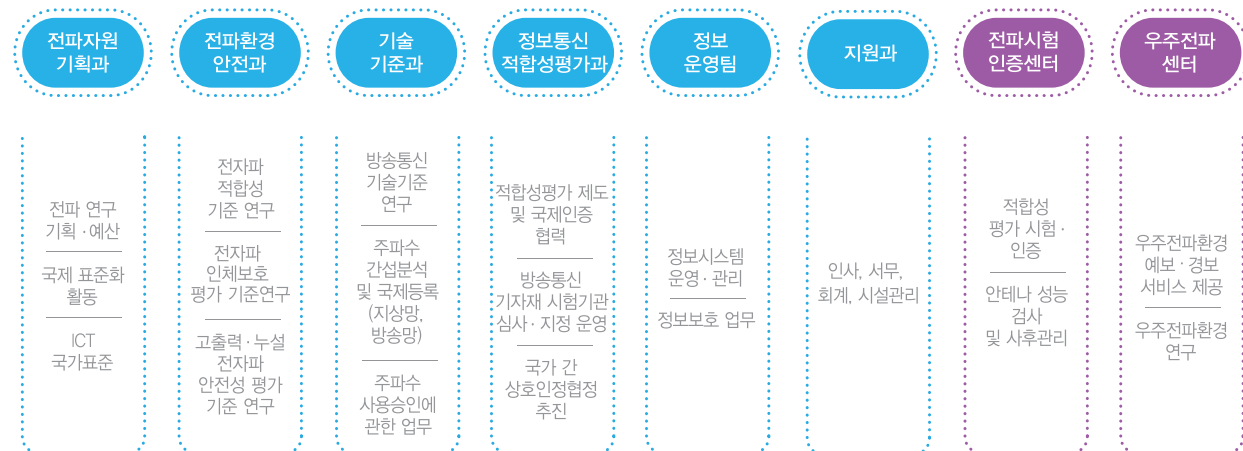 전파자원
기획과
전파환경
안전과
기술
기준과
정보통신
적합성평가과
정보
운영팀
지원과
전파시험
인증센터
우주전파
센터
전파 연구
기획 · 예산
국제 표준화
활동
ICT
국가표준
전자파
적합성
기준 연구
전자파
인체보호
평가 기준연구
고출력 · 누설
전자파
안전성 평가
기준 연구
방송통신
기술기준
연구
주파수
간섭분석
및 국제등록
(지상망,
방송망)
주파수
사용승인에
관한 업무
적합성평가 제도
및 국제인증
협력
방송통신
기자재 시험기관
심사 · 지정 운영
국가 간
상호인정협정
추진
정보시스템
운영 · 관리
정보보호 업무
인사, 서무,
회계, 시설관리
적합성
평가 시험 ·
인증
안테나 성능
검사
및 사후관리
우주전파환경
예보 · 경보
서비스 제공
우주전파환경
연구